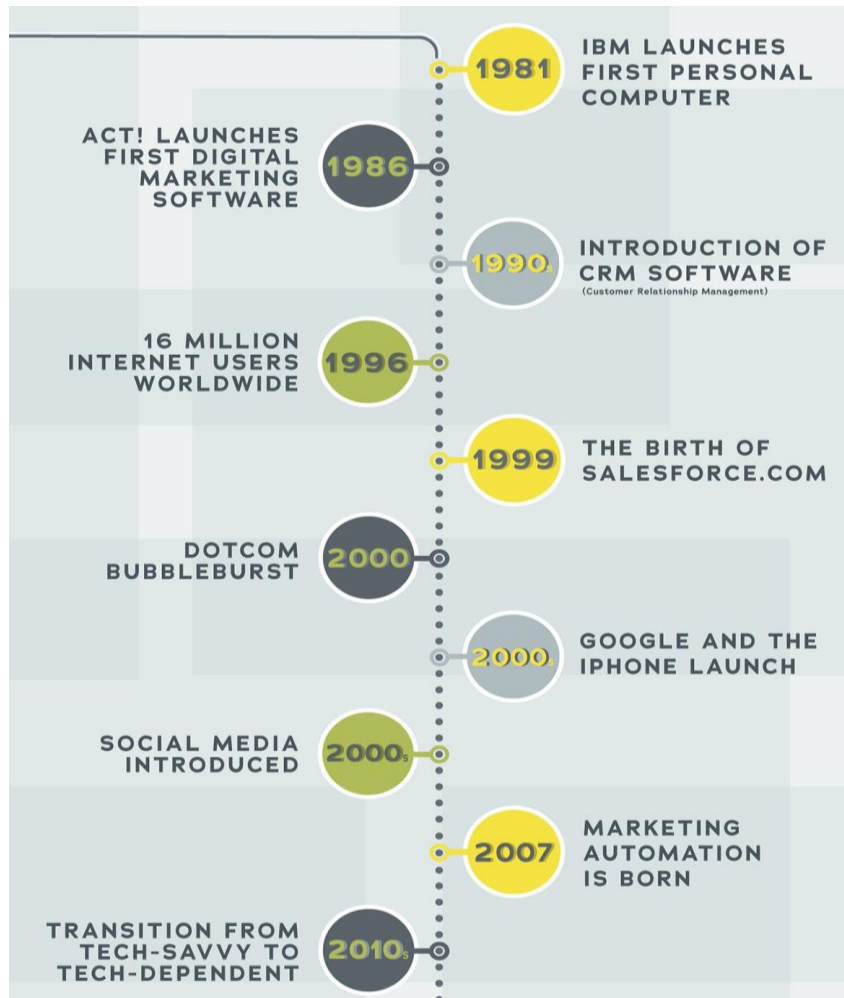 1981
IBM LAUNCHES
FIRST PERSONAL
COMPUTER
ACT! LAUNCHES
FIRST DIGITAL
MARKETING
SOFTWARE
1986
1990s
INTRODUCTION OF
CRM SOFTWARE
(Customer Relationship Management)
16 MILLION
INTERNET USERS
WORLDWIDE
1996
1999
THE BIRTH OF
SALESFORCE.COM
DOTCOM
BUBBLEBURST
2000
2000s
GOOGLE AND THE
IPHONE LAUNCH
SOCIAL MEDIA
INTRODUCED
2000s
2007
MARKETING
AUTOMATION
IS BORN
TRANSITION FROM
TECH-SAVVY TO
TECH-DEPENDENT
2010s